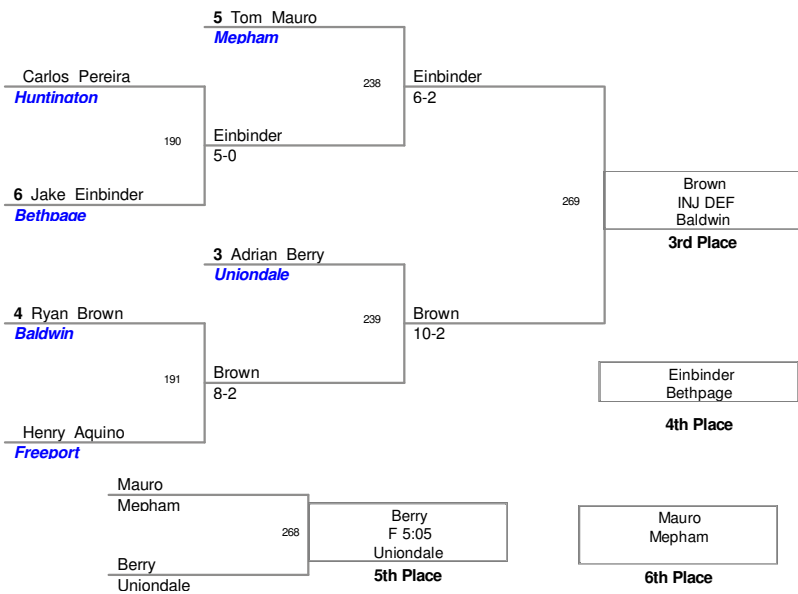 5 Tom Mauro
Mepham
Carlos Pereira
Huntington
238
Einbinder
6-2
190
Einbinder
5-0
6 Jake Einbinder
Bethpage
269
Brown
INJ DEF
Baldwin
3rd Place
3 Adrian Berry
Uniondale
4 Ryan Brown
Baldwin
239
Brown
10-2
191
Brown
8-2
Einbinder
Bethpage
4th Place
Henry Aquino
Freeport
Mauro
Mepham
268
Berry
F 5:05
Uniondale
5th Place
Berry
Uniondale
Mauro
Mepham
6th Place